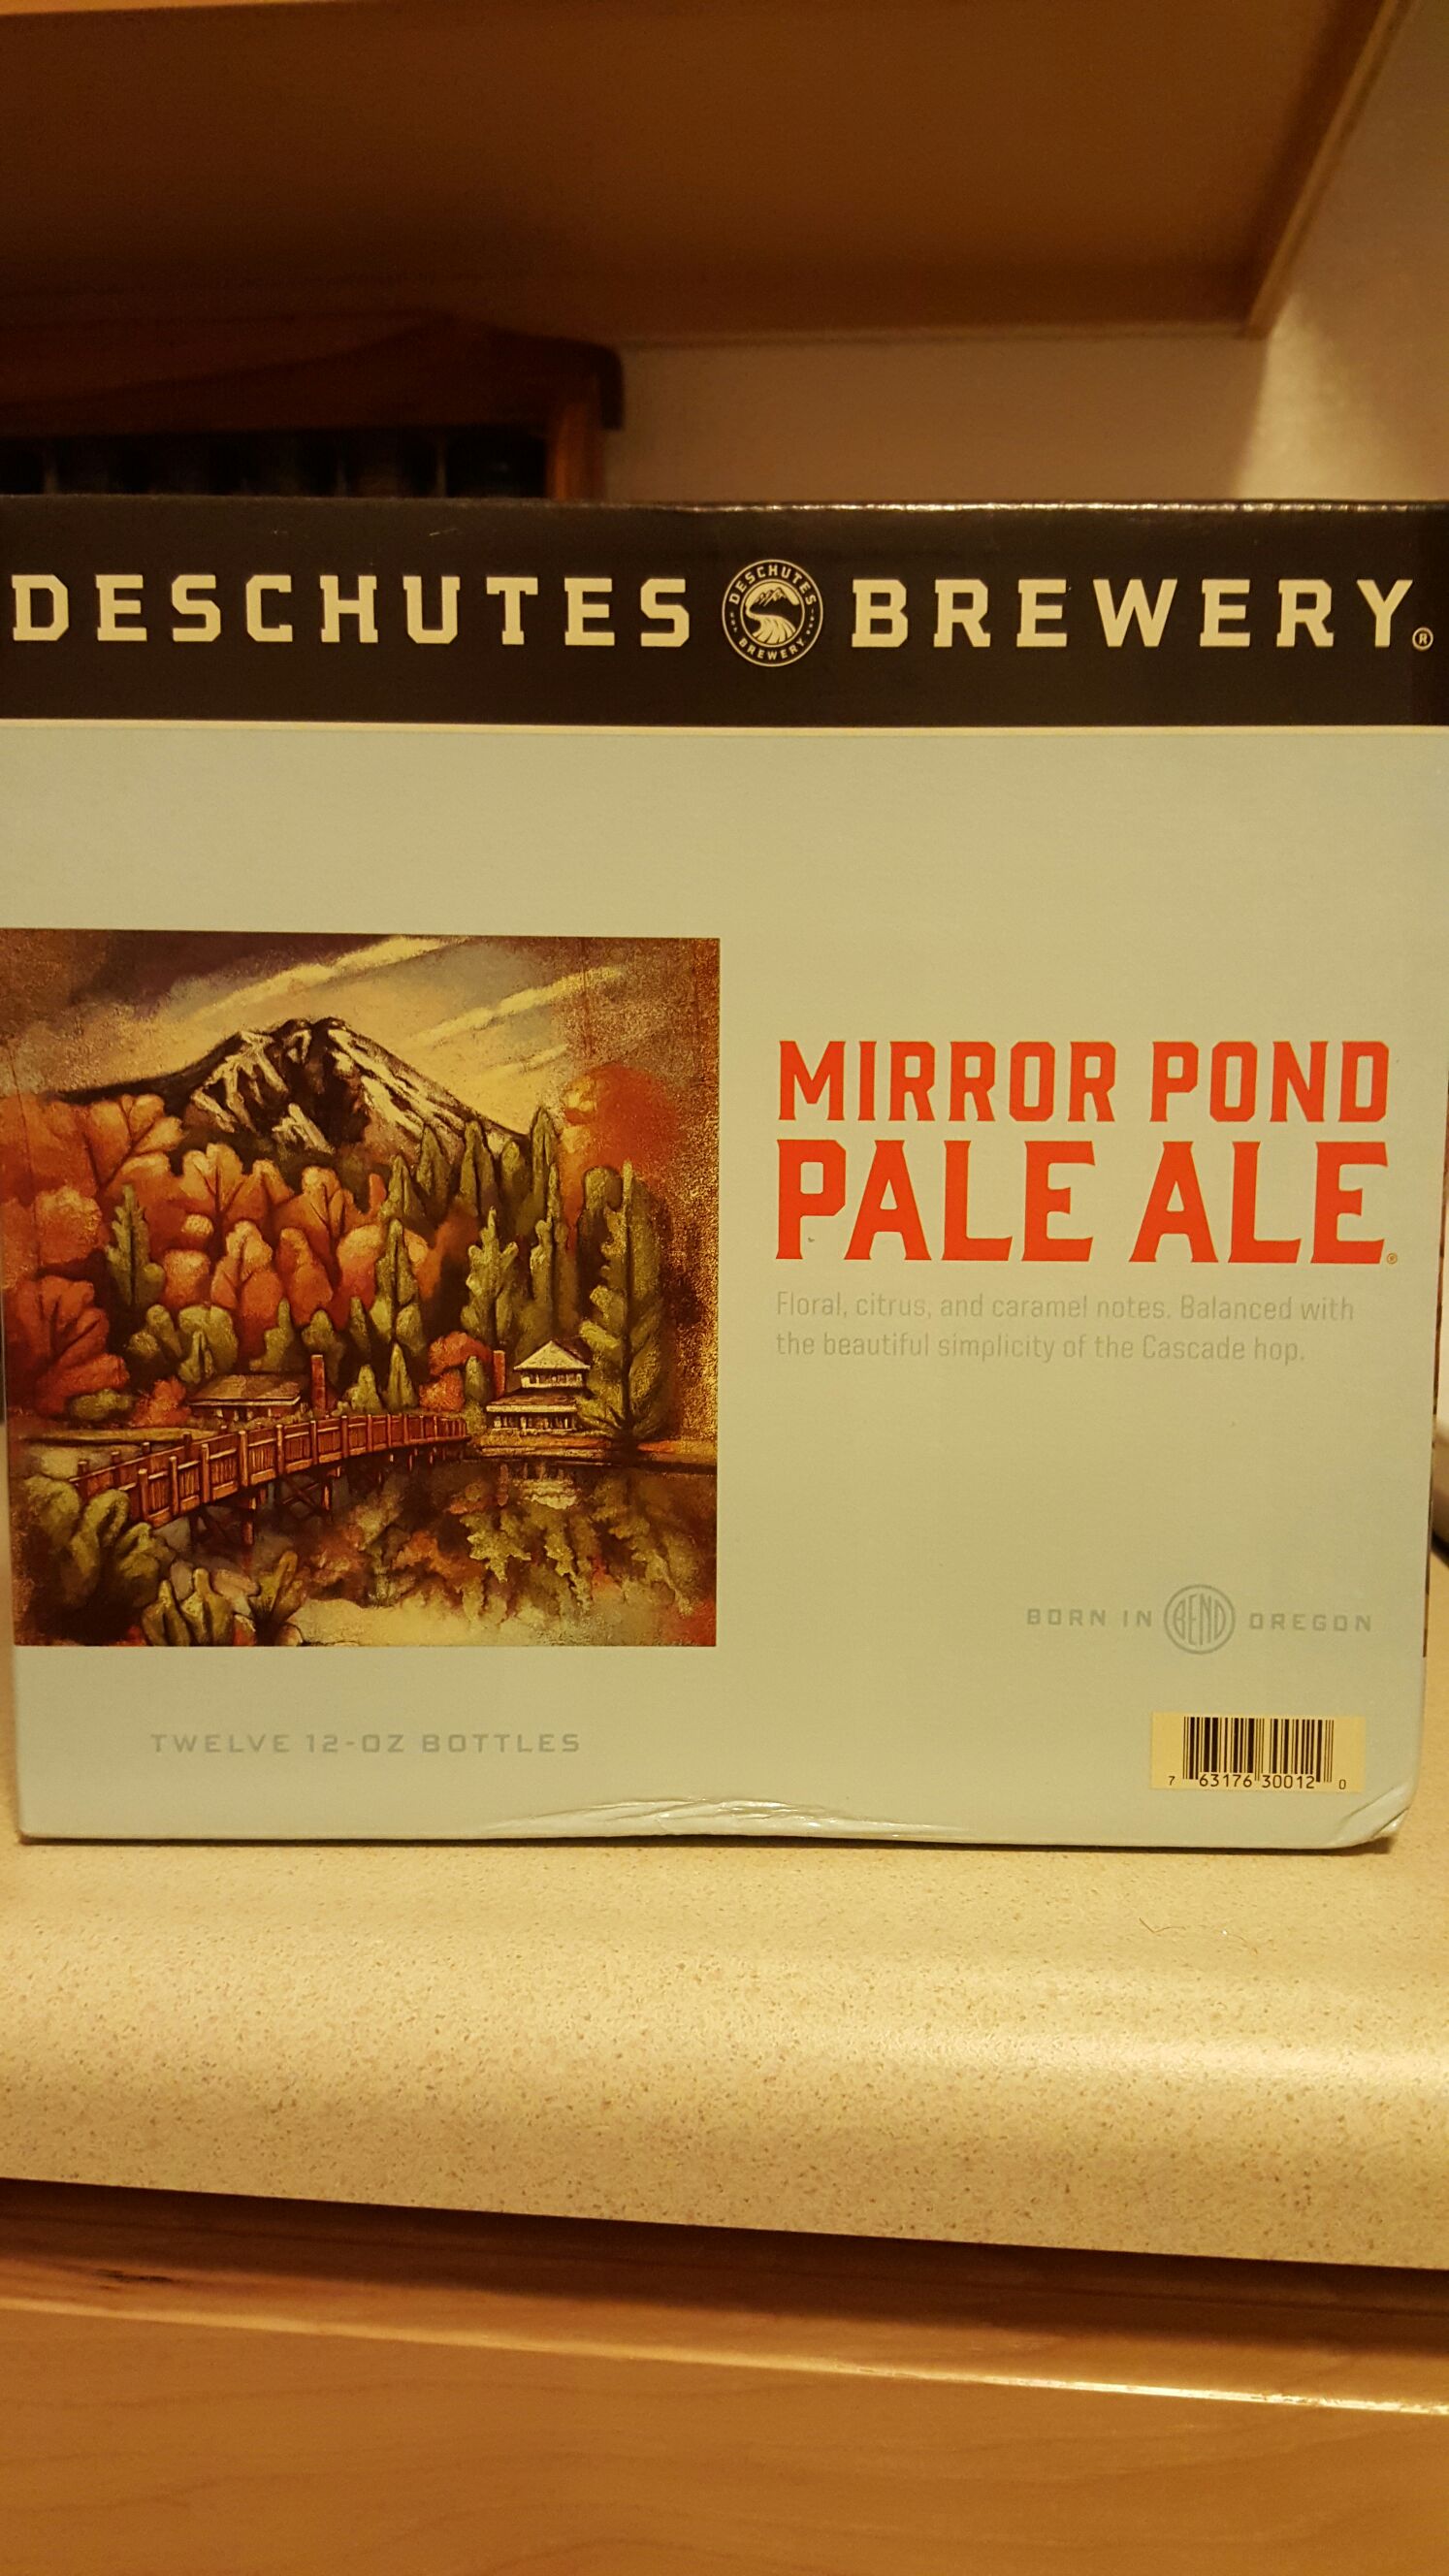 DESCHUTES BREWERY®
DESCHUTES
BREWERY
MIRROR POND
PALE ALE®
Floral, citrus, and caramel notes. Balanced with
the beautiful simplicity of the Cascade hop.
BORN IN BEND OREGON
TWELVE 12-OZ BOTTLES
7 63176 30012 0